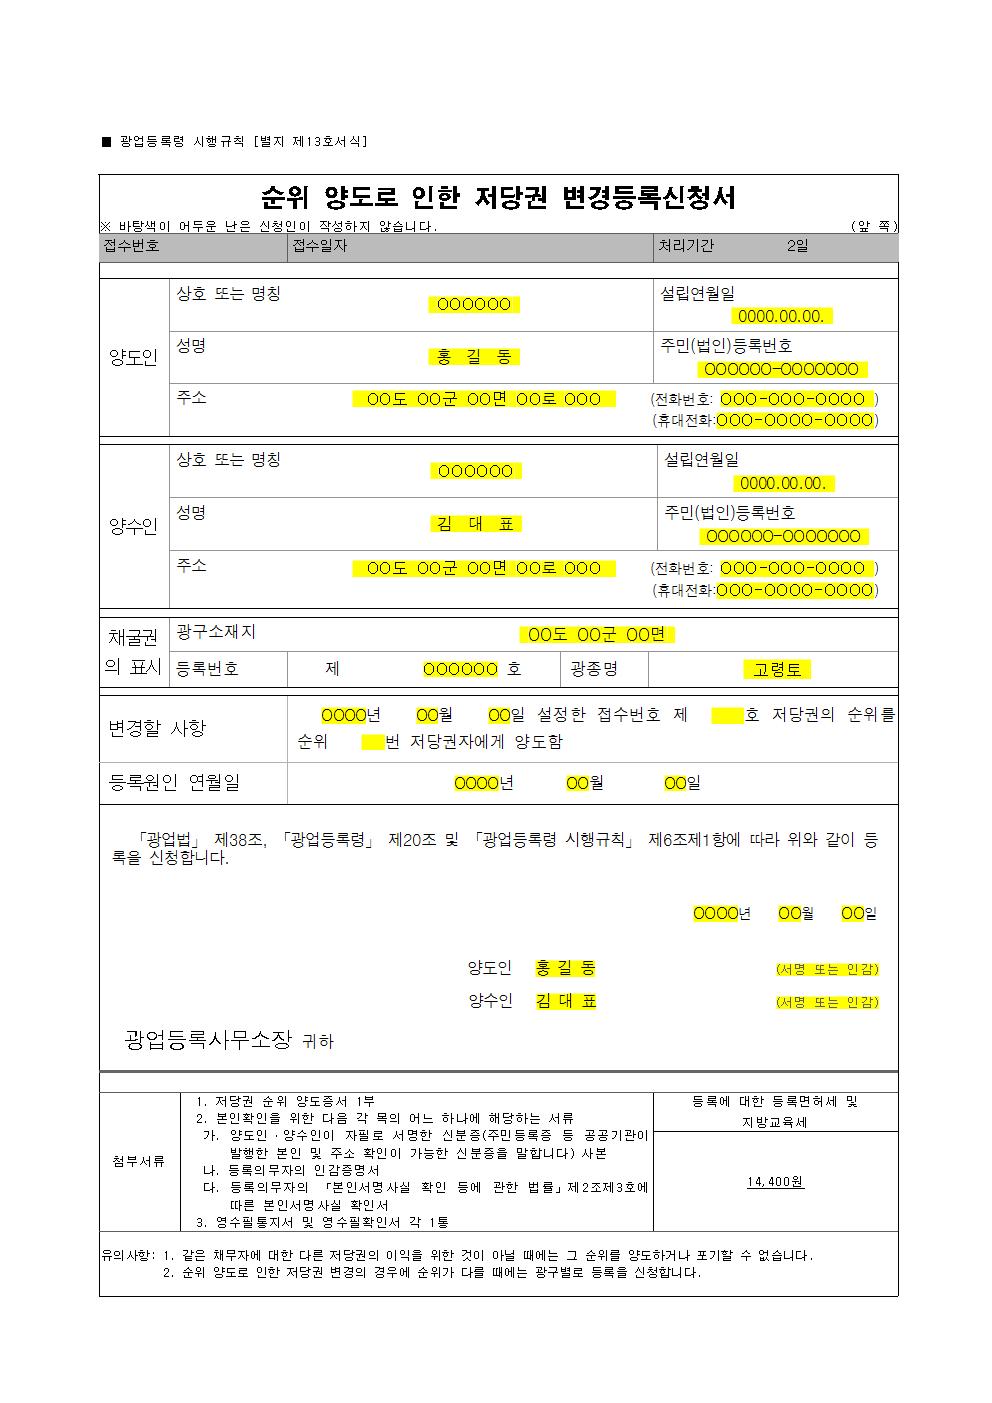 ■ 광업등록령 시행규칙 [별지 제13호서식]
순위 양도로 인한 저당권 변경등록신청서
※ 바탕색이 어두운 난은 신청인이 작성하지 않습니다. (앞 쪽)
접수번호 접수일자 처리기간 2일
양도인
상호 또는 명칭 OOOOOO 설립연월일 0000.00.00.
성명 홍 길 동 주민(법인)등록번호 OOOOOO-OOOOOOO
주소 OO도 OO군 OO면 OO로 OOO (전화번호: OOO-OOO-OOOO )
(휴대전화:OOO-OOOO-OOOO)
양수인
상호 또는 명칭 OOOOOO 설립연월일 0000.00.00.
성명 김 대 표 주민(법인)등록번호 OOOOOO-OOOOOOO
주소 OO도 OO군 OO면 OO로 OOO (전화번호: OOO-OOO-OOOO )
(휴대전화:OOO-OOOO-OOOO)
채굴권
의 표시
광구소재지 OO도 OO군 OO면
등록번호 제 OOOOOO 호 광종명 고령토
변경할 사항
OOOO년 OO월 OO일 설정한 접수번호 제 호 저당권의 순위를
순위 번 저당권자에게 양도함
등록원인 연월일 OOOO년 OO월 OO일
「광업법」 제38조, 「광업등록령」 제20조 및 「광업등록령 시행규칙」 제6조제1항에 따라 위와 같이 등
록을 신청합니다.
OOOO년 OO월 OO일
양도인 홍 길 동 (서명 또는 인감)
양수인 김 대 표 (서명 또는 인감)
광업등록사무소장 귀하
첨부서류
1. 저당권 순위 양도증서 1부
2. 본인확인을 위한 다음 각 목의 어느 하나에 해당하는 서류
가. 양도인·양수인이 자필로 서명한 신분증(주민등록증 등 공공기관이
발행한 본인 및 주소 확인이 가능한 신분증을 말합니다) 사본
나. 등록의무자의 인감증명서
다. 등록의무자의 「본인서명사실 확인 등에 관한 법률」제2조제3호에
따른 본인서명사실 확인서
3. 영수필통지서 및 영수필확인서 각 1통
등록에 대한 등록면허세 및
지방교육세
14,400원
유의사항: 1. 같은 채무자에 대한 다른 저당권의 이익을 위한 것이 아닐 때에는 그 순위를 양도하거나 포기할 수 없습니다.
2. 순위 양도로 인한 저당권 변경의 경우에 순위가 다를 때에는 광구별로 등록을 신청합니다.